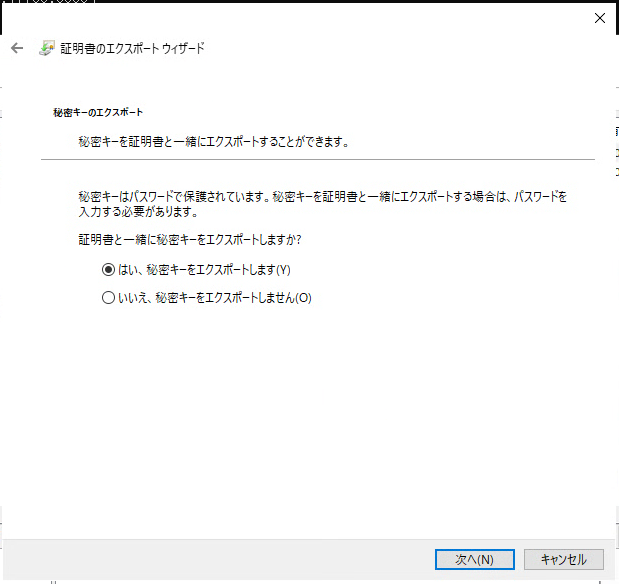 証明書のエクスポート ウィザード
秘密キーのエクスポート
秘密キーを証明書と一緒にエクスポートすることができます。
秘密キーはパスワードで保護されています。秘密キーを証明書と一緒にエクスポートする場合は、パスワードを
入力する必要があります。
証明書と一緒に秘密キーをエクスポートしますか?
はい、秘密キーをエクスポートします(Y)
いいえ、秘密キーをエクスポートしません(O)
次へ(N)
キャンセル